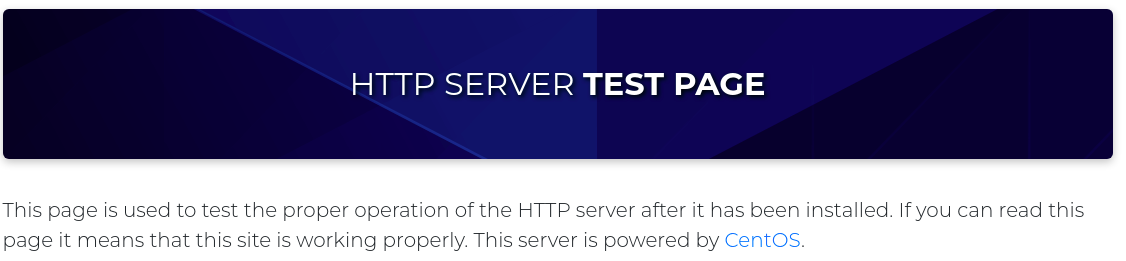 HTTP SERVER TEST PAGE
This page is used to test the proper operation of the HTTP server after it has been installed. If you can read this
page it means that this site is working properly. This server is powered by CentOS.